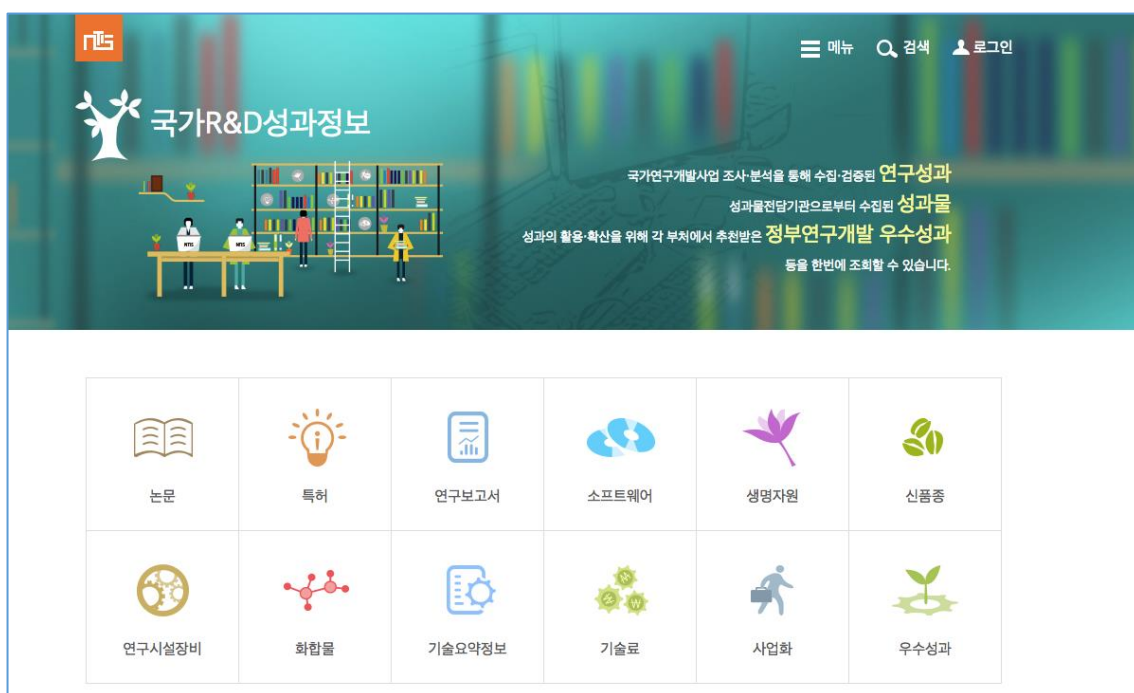 NTIS
메뉴 검색 로그인
국가R&D성과정보
국가연구개발사업 조사·분석을 통해 수집·검증된 연구성과
성과물전담기관으로부터 수집된 성과물
성과의 활용·확산을 위해 각 부처에서 추천받은 정부연구개발 우수성과
등을 한번에 조회할 수 있습니다.
NTIS NTIS
논문 특허 연구보고서 소프트웨어 생명자원 신품종
연구시설장비 화합물 기술요약정보 기술료 사업화 우수성과